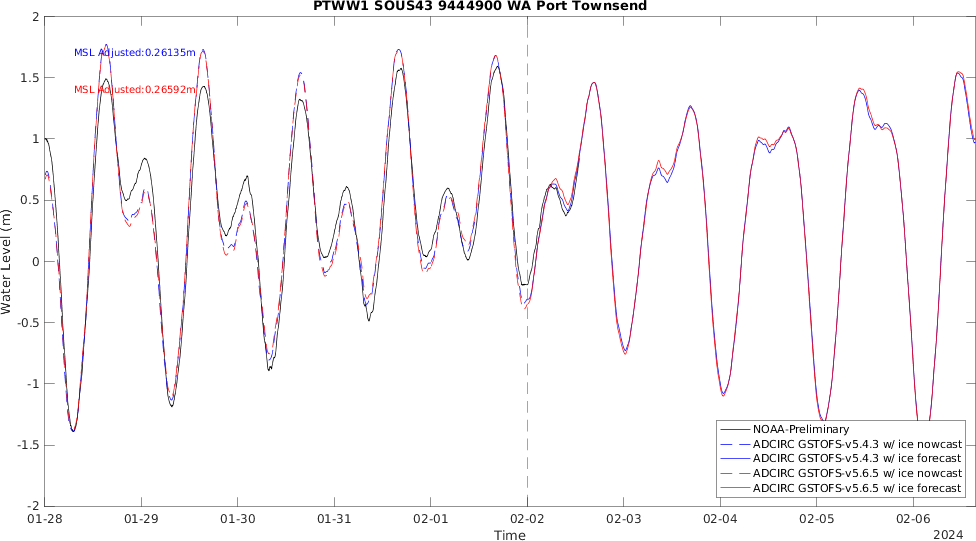 PTWW1 SOUS43 9444900 WA Port Townsend
2
MSL Adjusted:0.26135m
1.5
MSL Adjusted:0.26592m
1
0.5
Water Level (m)
0
-0.5
-1
-1.5
-2
NOAA-Preliminary
ADCIRC GSTOFS-v5.4.3 w/ ice nowcast
ADCIRC GSTOFS-v5.4.3 w/ ice forecast
ADCIRC GSTOFS-v5.6.5 w/ ice nowcast
ADCIRC GSTOFS-v5.6.5 w/ ice forecast
01-28 01-29 01-30 01-31 02-01 02-02 02-03 02-04 02-05 02-06
Time
2024